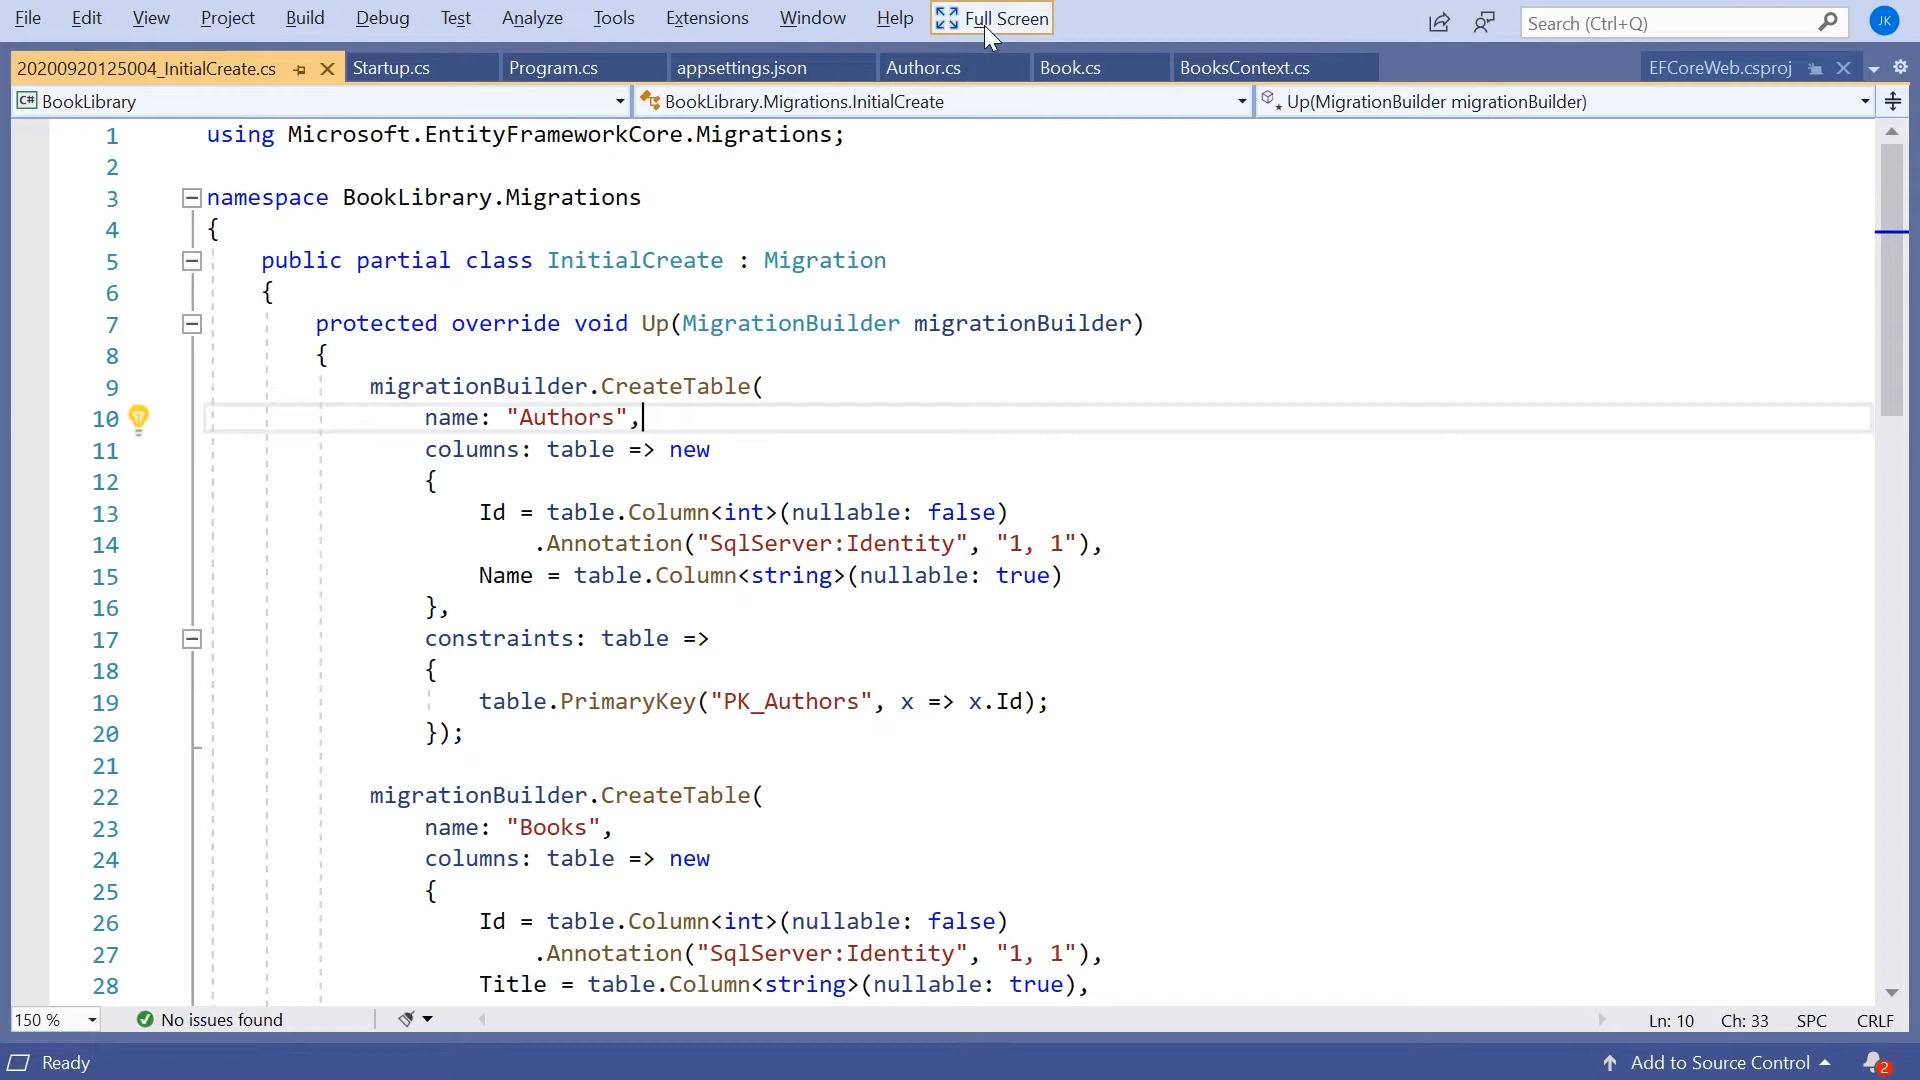 File Edit View Project Build Debug Test Analyze Tools Extensions Window Help Full Screen Search (Ctrl+Q) JK
20200920125004_InitialCreate.cs Startup.cs Program.cs appsettings.json Author.cs Book.cs BooksContext.cs EFCoreWeb.csproj
C# BookLibrary BookLibrary.Migrations.InitialCreate Up(MigrationBuilder migrationBuilder)
1 using Microsoft.EntityFrameworkCore.Migrations;
2
3 namespace BookLibrary.Migrations
4 {
5 public partial class InitialCreate : Migration
6 {
7 protected override void Up(MigrationBuilder migrationBuilder)
8 {
9 migrationBuilder.CreateTable(
10 name: "Authors",
11 columns: table => new
12 {
13 Id = table.Column<int>(nullable: false)
14 .Annotation("SqlServer:Identity", "1, 1"),
15 Name = table.Column<string>(nullable: true)
16 },
17 constraints: table =>
18 {
19 table.PrimaryKey("PK_Authors", x => x.Id);
20 });
21
22 migrationBuilder.CreateTable(
23 name: "Books",
24 columns: table => new
25 {
26 Id = table.Column<int>(nullable: false)
27 .Annotation("SqlServer:Identity", "1, 1"),
28 Title = table.Column<string>(nullable: true),
150 % No issues found Ln: 10 Ch: 33 SPC CRLF
Ready Add to Source Control 2